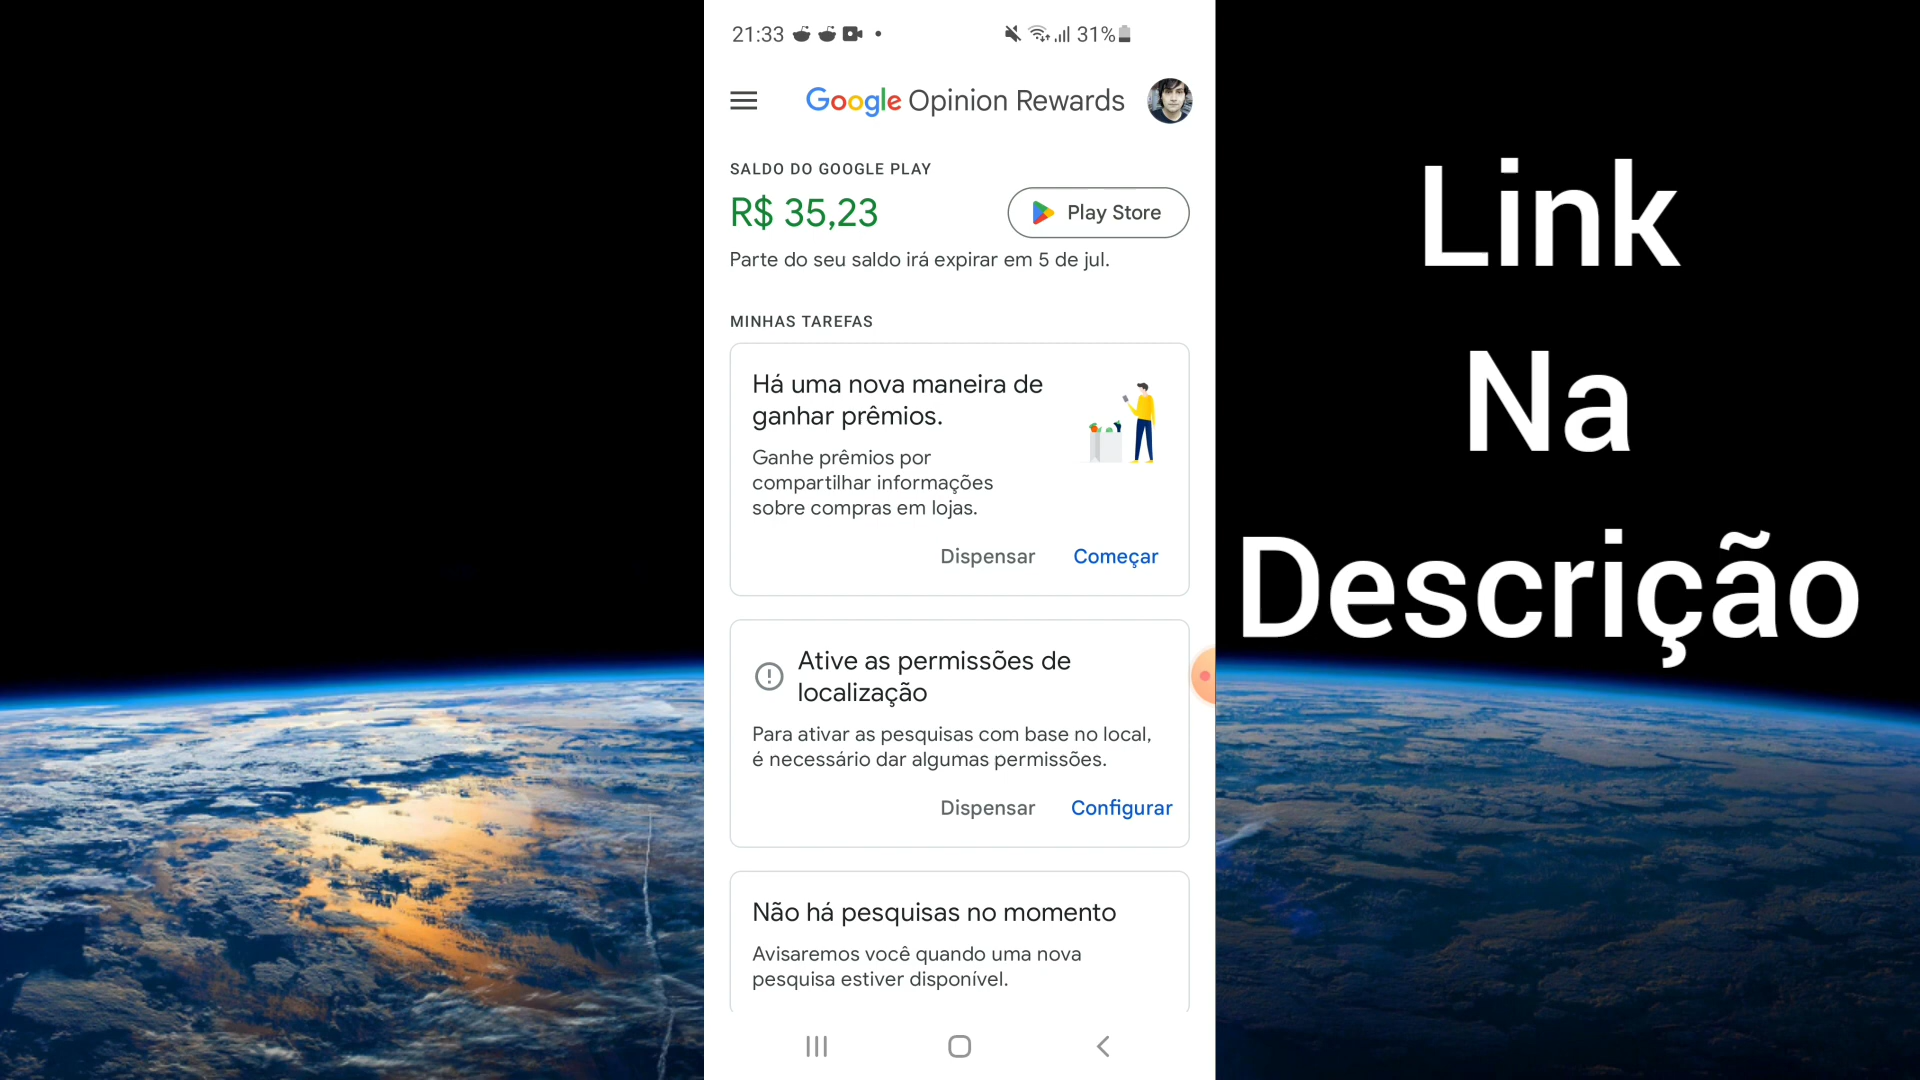 21:33
31%
Google Opinion Rewards
SALDO DO GOOGLE PLAY
R$ 35,23
Play Store
Parte do seu saldo irá expirar em 5 de jul.
MINHAS TAREFAS
Há uma nova maneira de
ganhar prêmios.
Ganhe prêmios por
compartilhar informações
sobre compras em lojas.
Dispensar
Começar
Ative as permissões de
localização
Para ativar as pesquisas com base no local,
é necessário dar algumas permissões.
Dispensar
Configurar
Não há pesquisas no momento
Avisaremos você quando uma nova
pesquisa estiver disponível.
Link
Na
Descrição